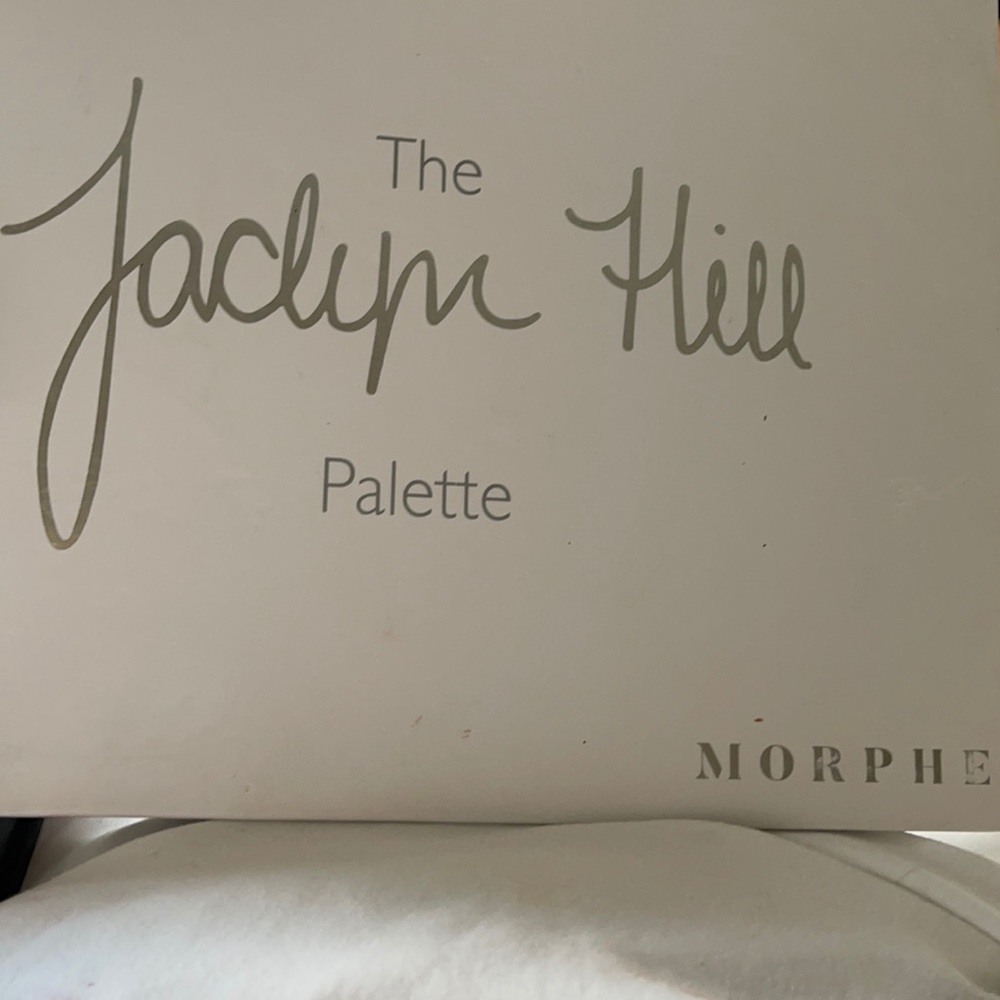 The
Jaclyn Hill
Palette
MORPHE